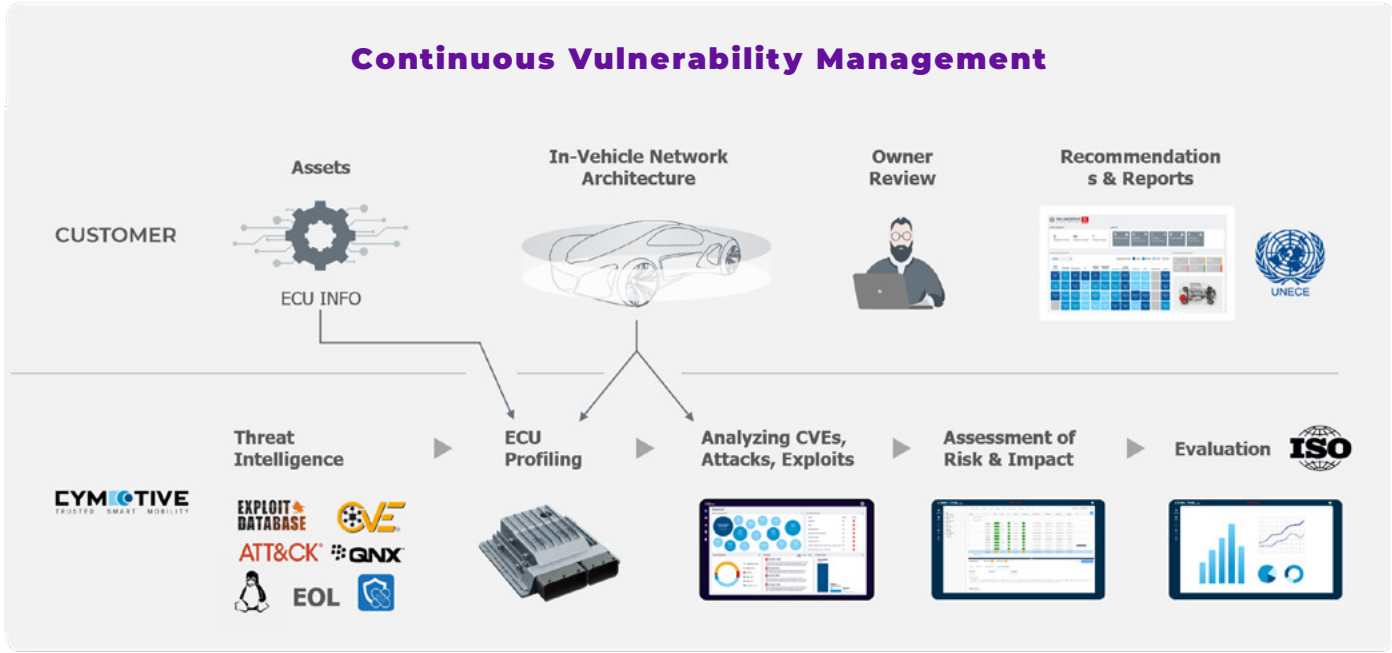 Continuous Vulnerability Management
Assets
In-Vehicle Network
Architecture
Owner
Review
Recommendation
s & Reports
CUSTOMER
ECU INFO
UNECE
Threat
Intelligence
ECU
Profiling
Analyzing CVEs,
Attacks, Exploits
Assessment of
Risk & Impact
Evaluation
ISO
CYMOTIVE
TRUSTED SMART MOBILITY
EXPLOIT
DATABASE
CVE
ATT&CK
QNX
EOL